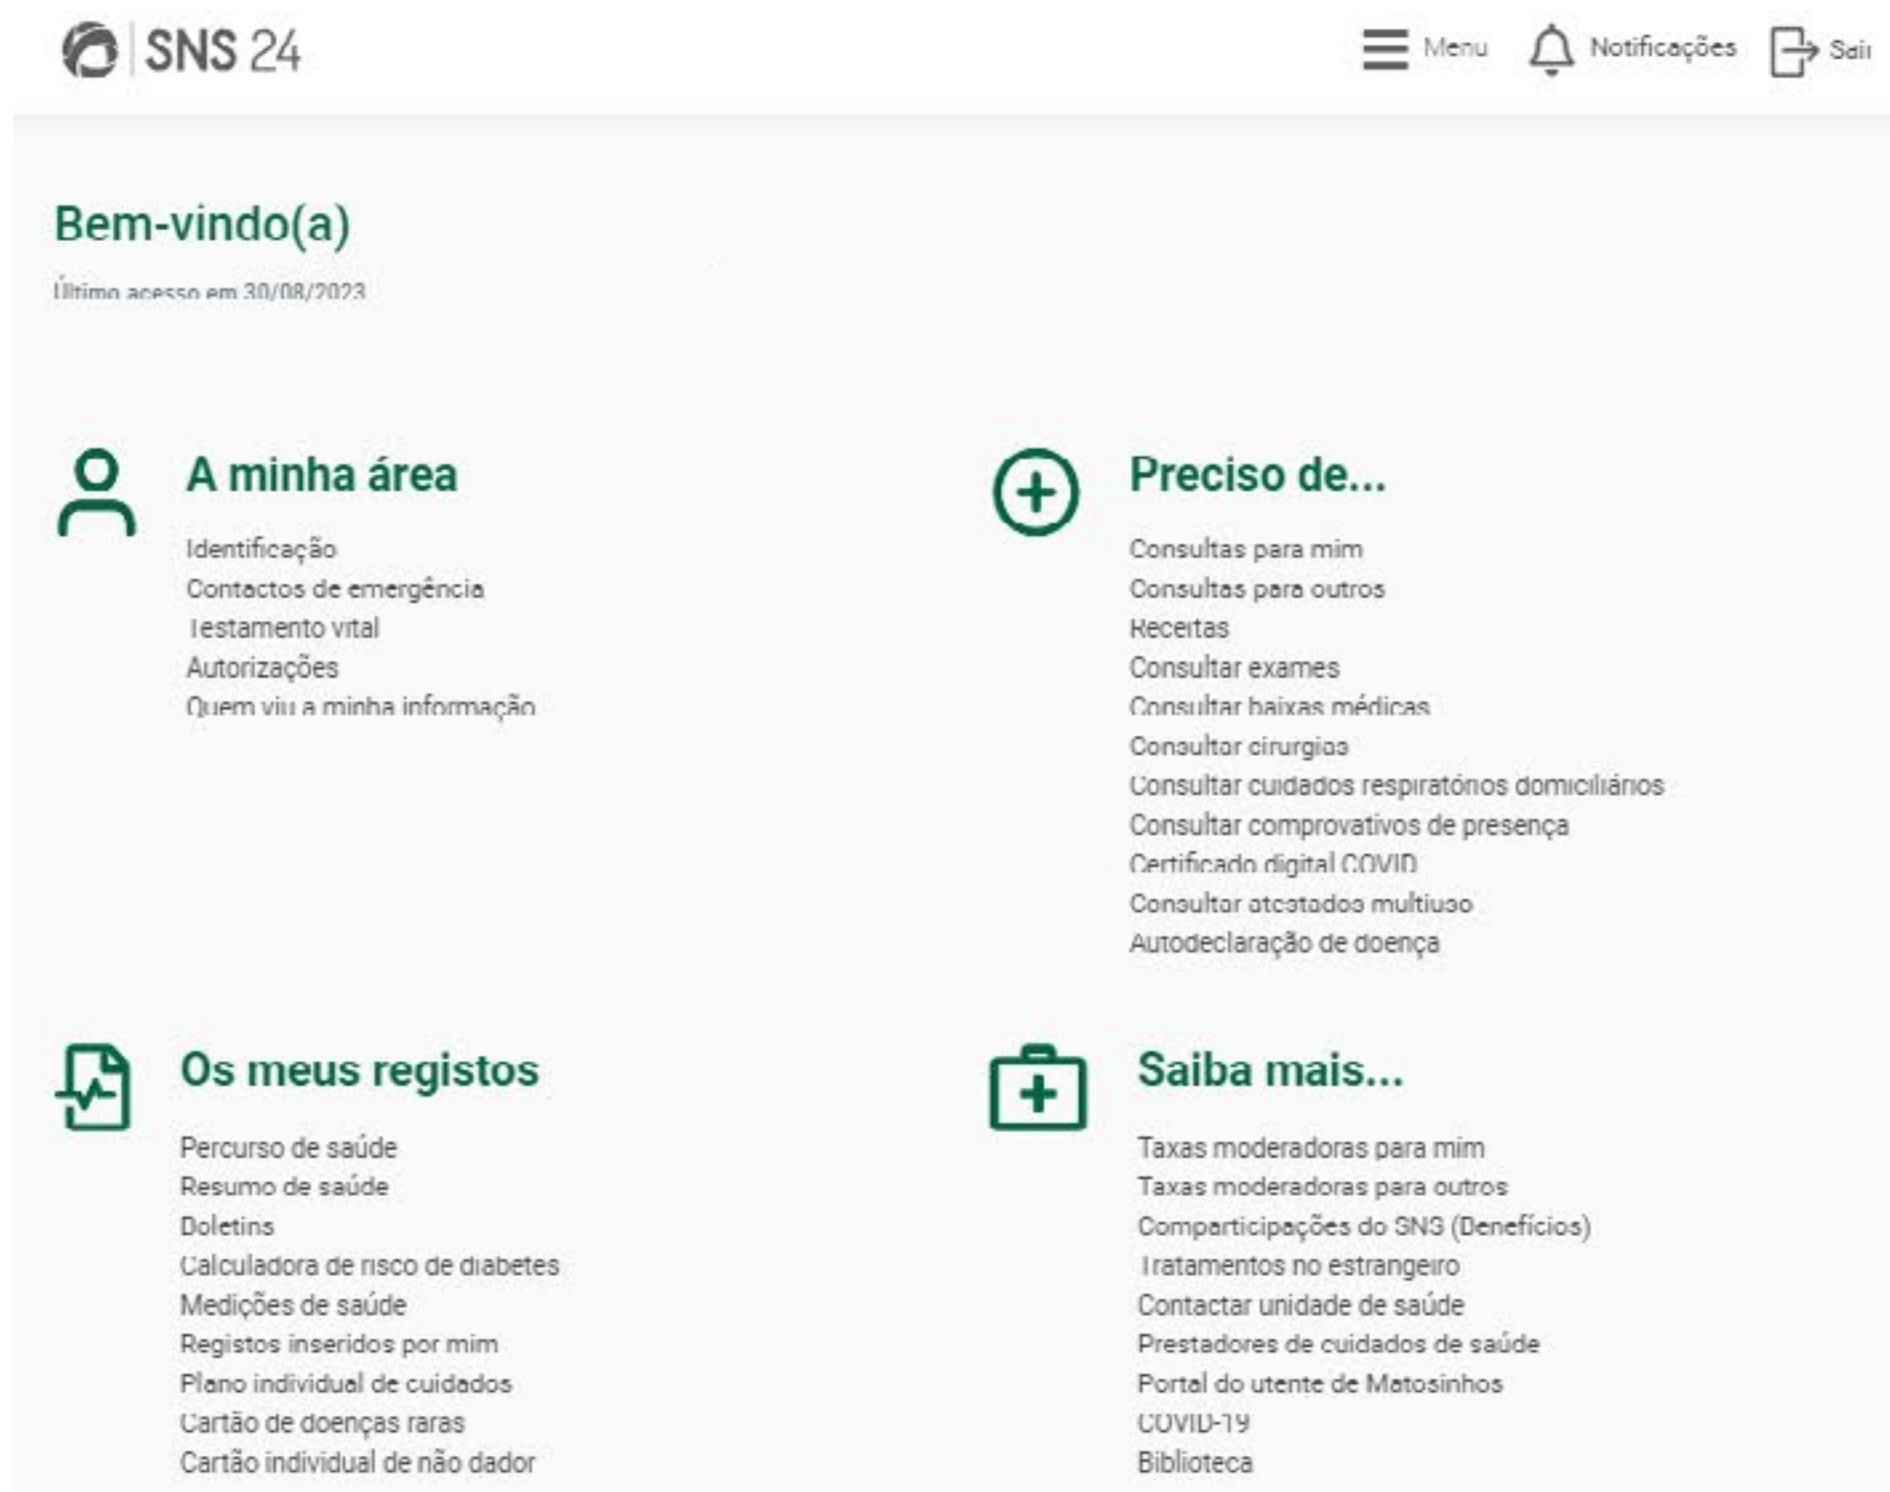 SNS 24
Menu
Notificações
Sair
Bem-vindo(a)
Último acesso em 30/08/2023
A minha área
Identificação
Contactos de emergência
Testamento vital
Autorizações
Quem viu a minha informação
Preciso de...
Consultas para mim
Consultas para outros
Receitas
Consultar exames
Consultar baixas médicas
Consultar cirurgias
Consultar cuidados respiratórios domiciliários
Consultar comprovativos de presença
Certificado digital COVID
Consultar atestados multiuso
Autodeclaração de doença
Os meus registos
Percurso de saúde
Resumo de saúde
Boletins
Calculadora de risco de diabetes
Medições de saúde
Registos inseridos por mim
Plano individual de cuidados
Cartão de doenças raras
Cartão individual de não dador
Saiba mais...
Taxas moderadoras para mim
Taxas moderadoras para outros
Comparticipações do SNS (Benefícios)
Tratamentos no estrangeiro
Contactar unidade de saúde
Prestadores de cuidados de saúde
Portal do utente de Matosinhos
COVID-19
Biblioteca